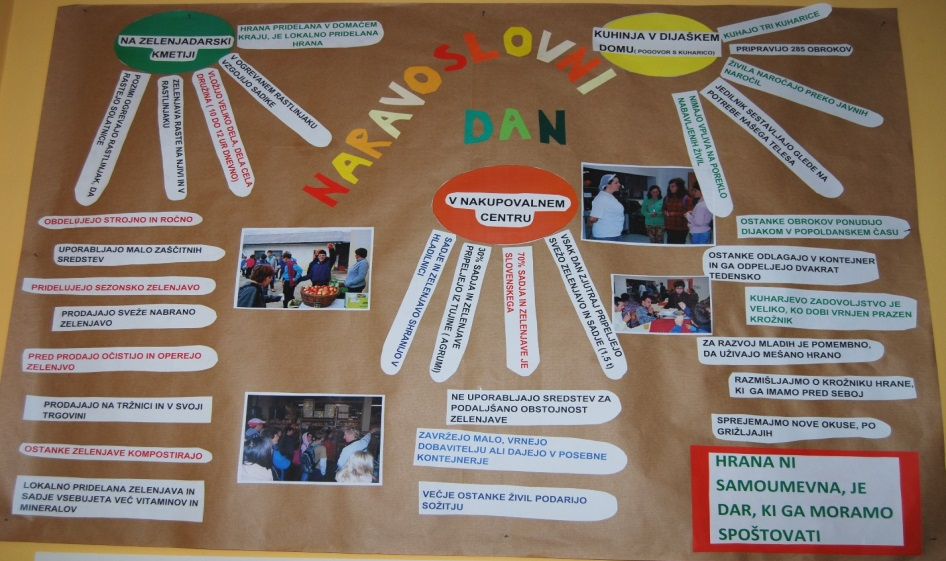 NARAVOSLOVNI
DAN
NA ZELENJADARSKI
KMETIJI
HRANA PRIDELANA V DOMAČEM
KRAJU, JE LOKALNO PRIDELANA
HRANA
V OGREVANEM RASTLINJAKU
VZGOJIJO SADIKE
VLOŽIJO VELIKO DELA, DELA CELA
DRUŽINA ( 10 DO 12 UR DNEVNO)
ZELENJAVA RASTE NA NJIVI IN V
RASTLINJAKU
POZIMI OGREVAJO RASTLINJAK, DA
RASTEJO SOLATNICE
OBDELUJEJO STROJNO IN ROČNO
UPORABLJAJO MALO ZAŠČITNIH
SREDSTEV
PRIDELUJEJO SEZONSKO ZELENJAVO
PRODAJAJO SVEŽE NABRANO
ZELENJAVO
PRED PRODAJO OČISTIJO IN OPEREJO
ZELENJVO
PRODAJAJO NA TRŽNICI IN V SVOJI
TRGOVINI
OSTANKE ZELENJAVE KOMPOSTIRAJO
LOKALNO PRIDELANA ZELENJAVA IN
SADJE VSEBUJETA VEČ VITAMINOV IN
MINERALOV
V NAKUPOVALNEM
CENTRU
SADJE IN ZELENJAVO SHRANIJO V
HLADILNICI
30% SADJA IN ZELENJAVE
PRIPELJEJO IZ TUJINE ( AGRUMI)
70% SADJA IN ZELENJAVE JE
SLOVENSKEGA
VSAK DAN ZJUTRAJ PRIPELJEJO
SVEŽO ZELENJAVO IN SADJE (1,5 t)
NE UPORABLJAJO SREDSTEV ZA
PODALJŠANO OBSTOJNOST
ZELENJAVE
ZAVRŽEJO MALO, VRNEJO
DOBAVITELJU ALI DAJEJO V POSEBNE
KONTEJNERJE
VEČJE OSTANKE ŽIVIL PODARIJO
SOŽITJU
KUHINJA V DIJAŠKEM
DOMU (POGOVOR S KUHARICO)
KUHAJO TRI KUHARICE
PRIPRAVIJO 285 OBROKOV
ŽIVILA NAROČAJO PREKO JAVNIH
NAROČIL
JEDILNIK SESTAVLJAJO GLEDE NA
POTREBE NAŠEGA TELESA
NIMAJO VPLIVA NA POREKLO
NABAVLJENIH ŽIVIL
OSTANKE OBROKOV PONUDIJO
DIJAKOM V POPOLDANSKEM ČASU
OSTANKE ODLAGAJO V KONTEJNER
IN GA ODPELJEJO DVAKRAT
TEDENSKO
KUHARJEVO ZADOVOLJSTVO JE
VELIKO, KO DOBI VRNJEN PRAZEN
KROŽNIK
ZA RAZVOJ MLADIH JE POMEMBNO,
DA UŽIVAJO MEŠANO HRANO
RAZMIŠLJAJMO O KROŽNIKU HRANE,
KI GA IMAMO PRED SEBOJ
SPREJEMAJMO NOVE OKUSE, PO
GRIŽLJAJIH
HRANA NI
SAMOUMEVNA, JE
DAR, KI GA MORAMO
SPOŠTOVATI